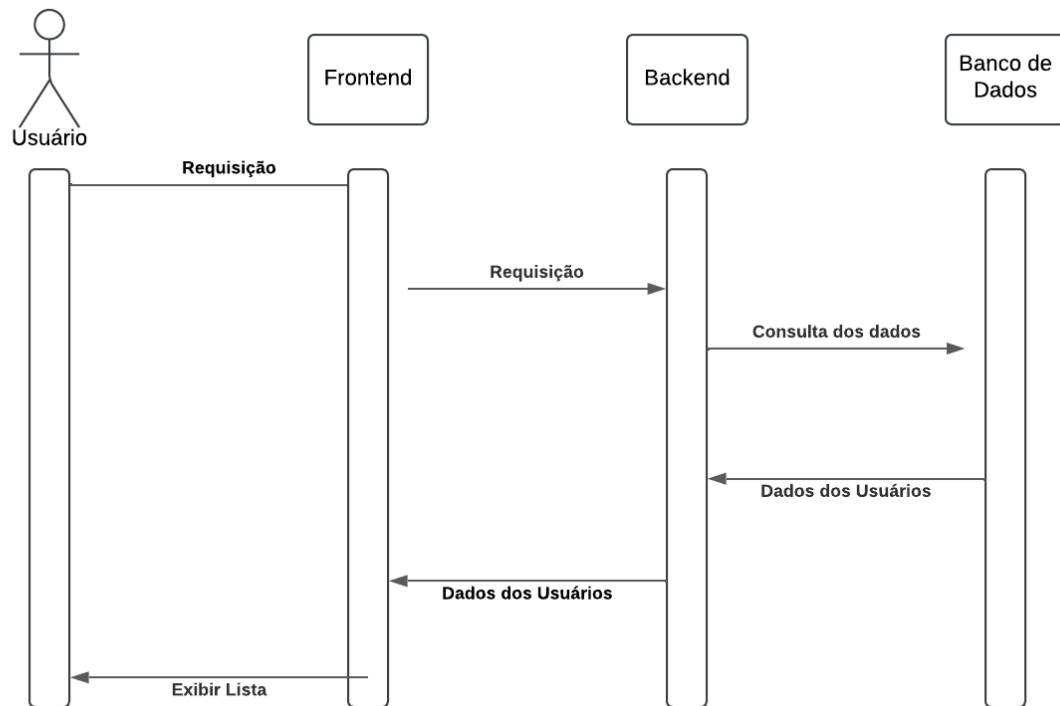 Frontend
Backend
Banco de
Dados
Usuário
Requisição
Requisição
Consulta dos dados
Dados dos Usuários
Dados dos Usuários
Exibir Lista